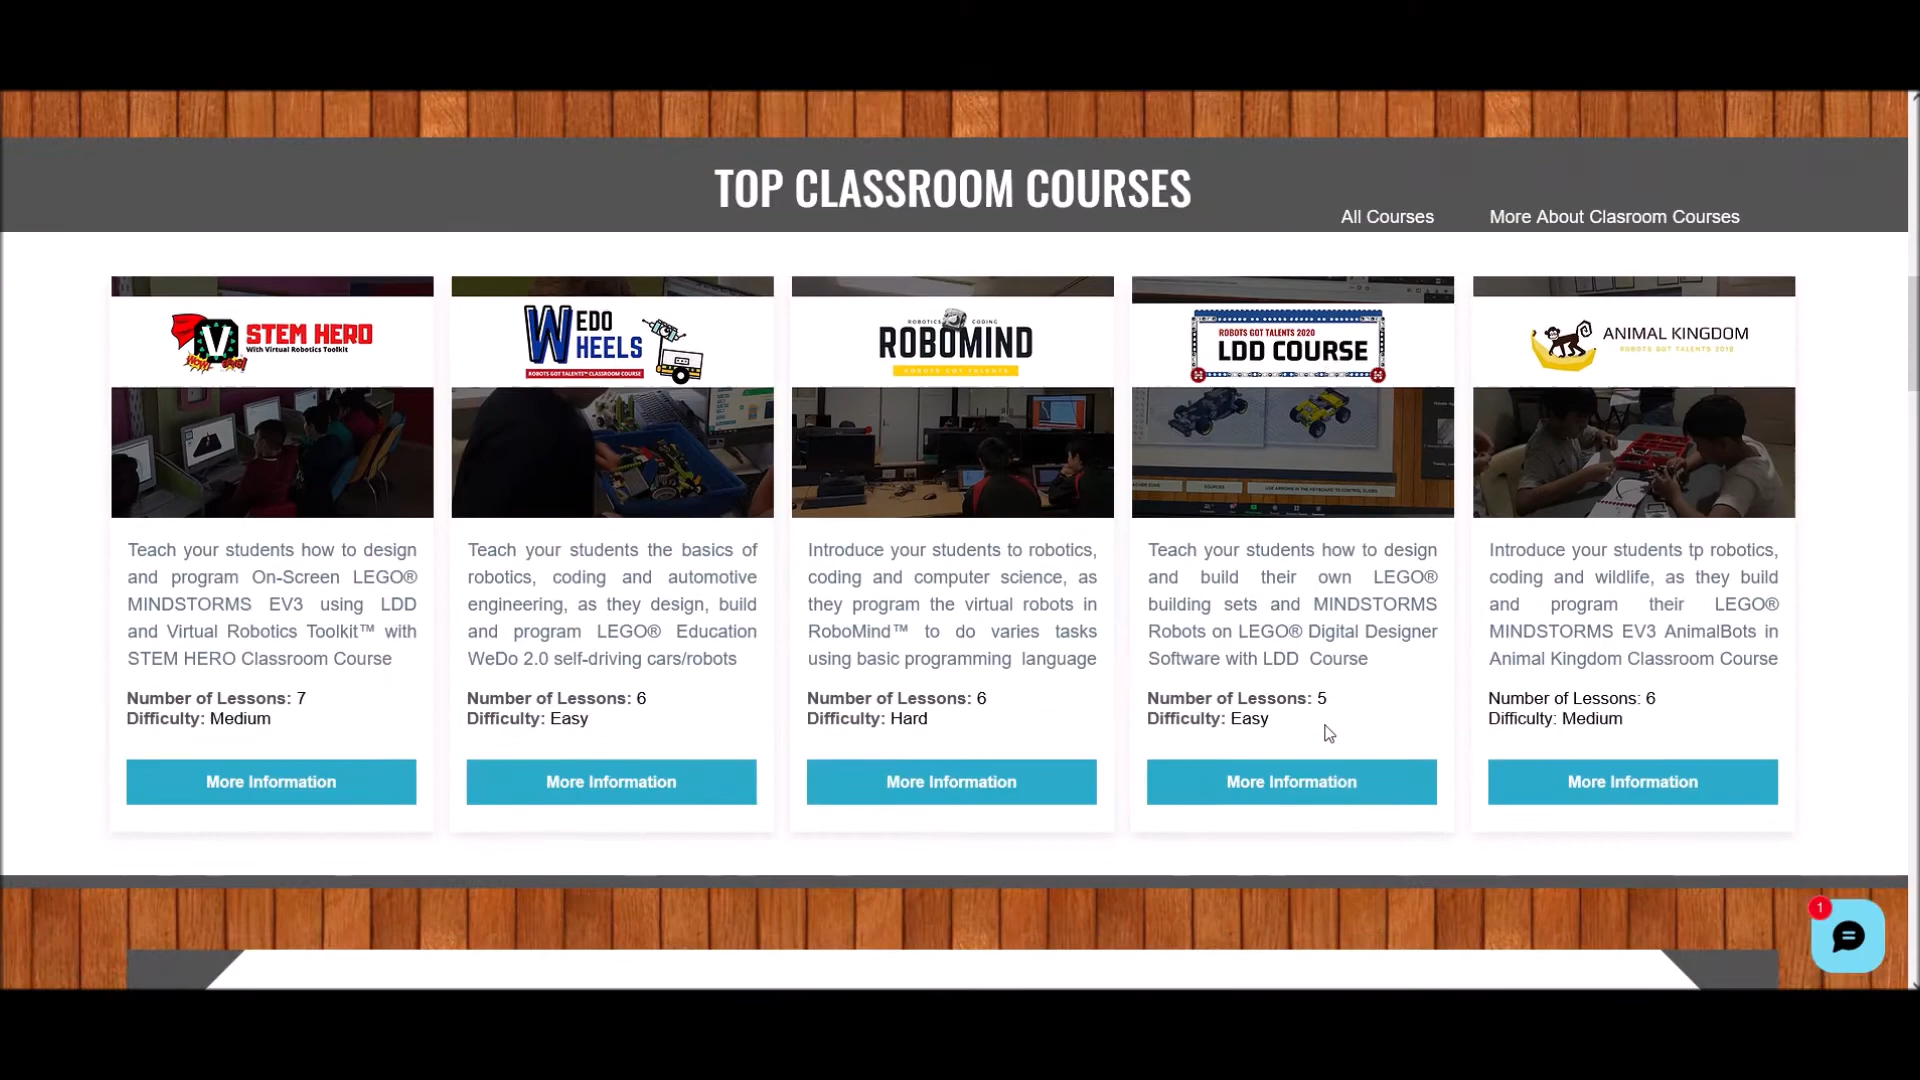 TOP CLASSROOM COURSES
All Courses
More About Clasroom Courses
STEM HERO
With Virtual Robotics Toolkit
WEDO
WHEELS
ROBOTS GOT TALENTS™ CLASSROOM COURSE
ROBOTICS CODING
ROBOMIND
ROBOTS GOT TALENTS
ROBOTS GOT TALENTS 2020
LDD COURSE
ANIMAL KINGDOM
ROBOTS GOT TALENTS 2019
Teach your students how to design
and program On-Screen LEGO®
MINDSTORMS EV3 using LDD
and Virtual Robotics Toolkit™ with
STEM HERO Classroom Course
Number of Lessons: 7
Difficulty: Medium
More Information
Teach your students the basics of
robotics, coding and automotive
engineering, as they design, build
and program LEGO® Education
WeDo 2.0 self-driving cars/robots
Number of Lessons: 6
Difficulty: Easy
More Information
Introduce your students to robotics,
coding and computer science, as
they program the virtual robots in
RoboMind™ to do varies tasks
using basic programming language
Number of Lessons: 6
Difficulty: Hard
More Information
Teach your students how to design
and build their own LEGO®
building sets and MINDSTORMS
Robots on LEGO® Digital Designer
Software with LDD Course
Number of Lessons: 5
Difficulty: Easy
More Information
Introduce your students tp robotics,
coding and wildlife, as they build
and program their LEGO®
MINDSTORMS EV3 AnimalBots in
Animal Kingdom Classroom Course
Number of Lessons: 6
Difficulty: Medium
More Information
1